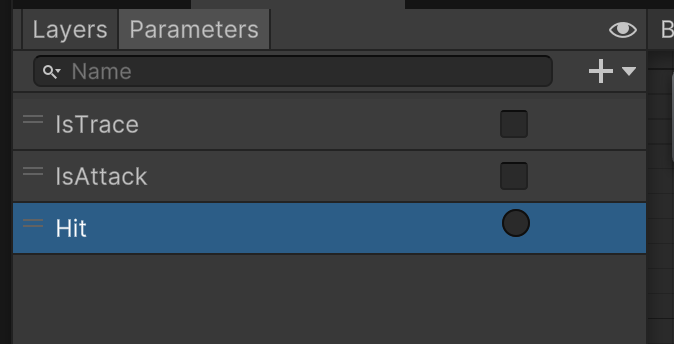 Layers Parameters
Name
IsTrace
IsAttack
Hit